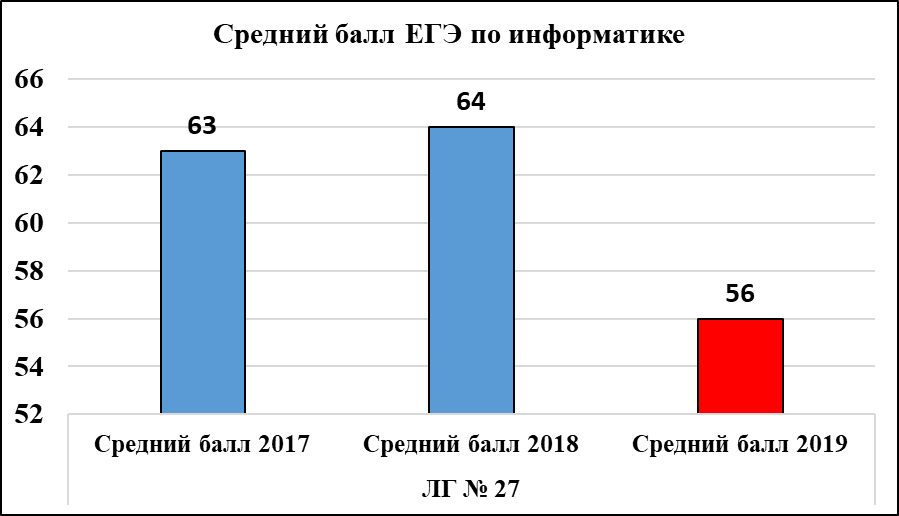 Средний балл ЕГЭ по информатике
66
64
62
60
58
56
54
52
63
64
56
Средний балл 2017
Средний балл 2018
Средний балл 2019
ЛГ № 27